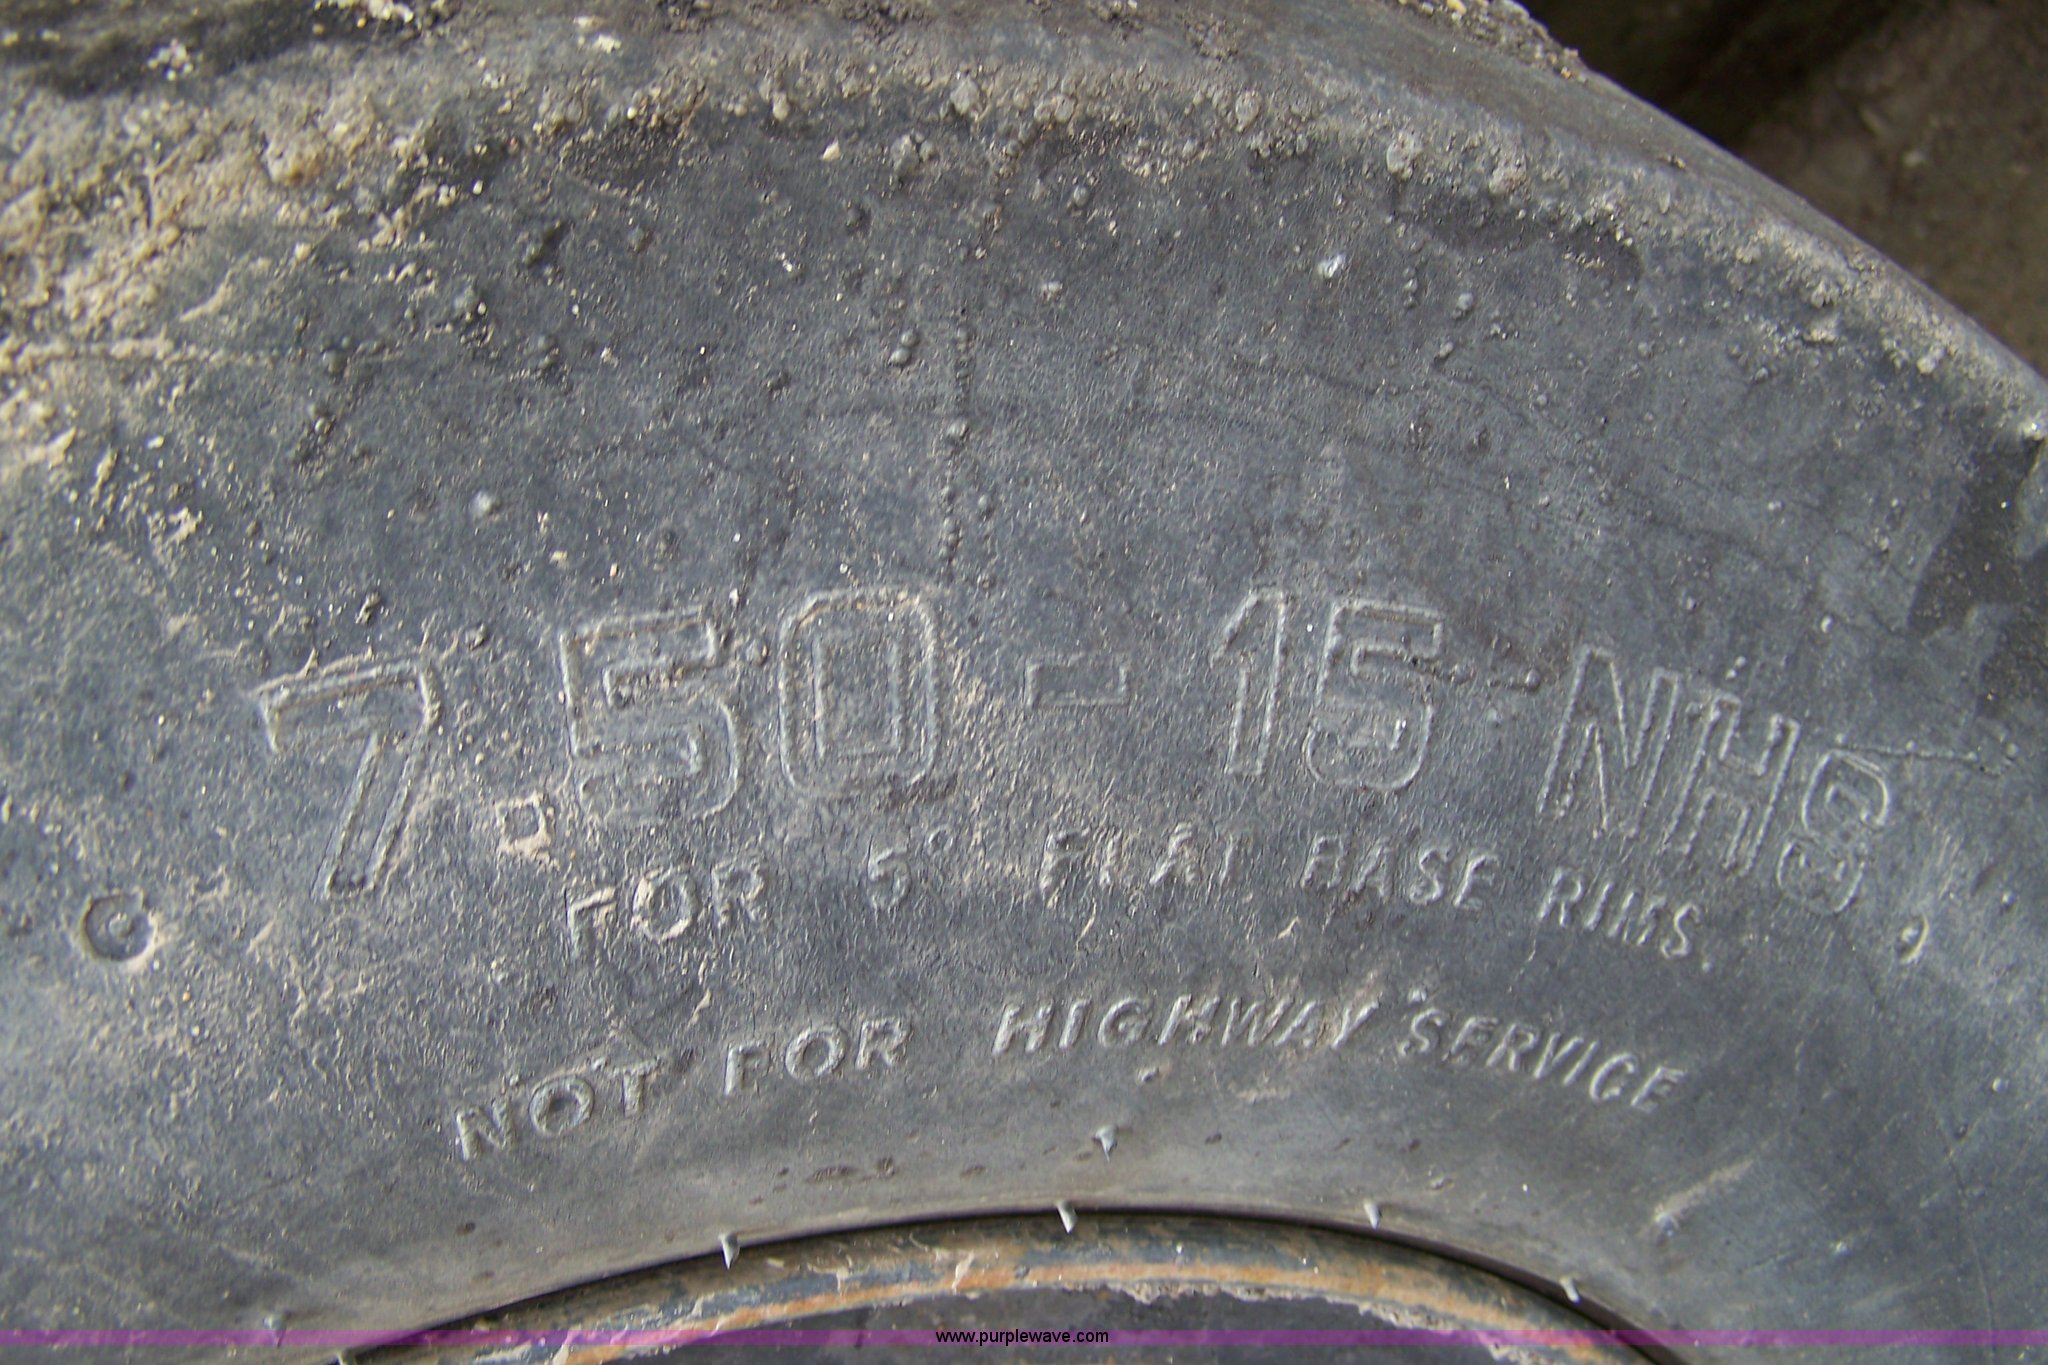 7.50-15 NHS
FOR 5° FLAT BASE RIMS.
NOT FOR HIGHWAY SERVICE
www.purplewave.com